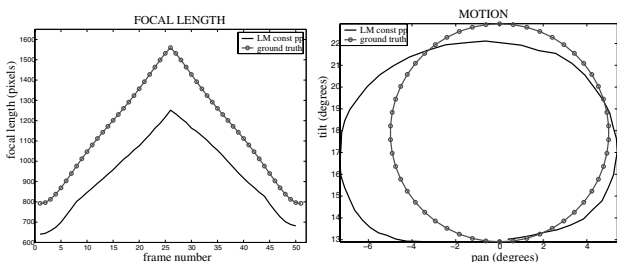 FOCAL LENGTH
LM const pp
ground truth
focal length (pixels)
1500
1400
1300
1200
1100
1000
900
800
700
600
0 5 10 15 20 25 30 35 40 45 50
frame number
MOTION
LM const pp
ground truth
tilt (degrees)
22
21
20
19
18
17
16
15
14
13
−6 −4 −2 0 2 4
pan (degrees)